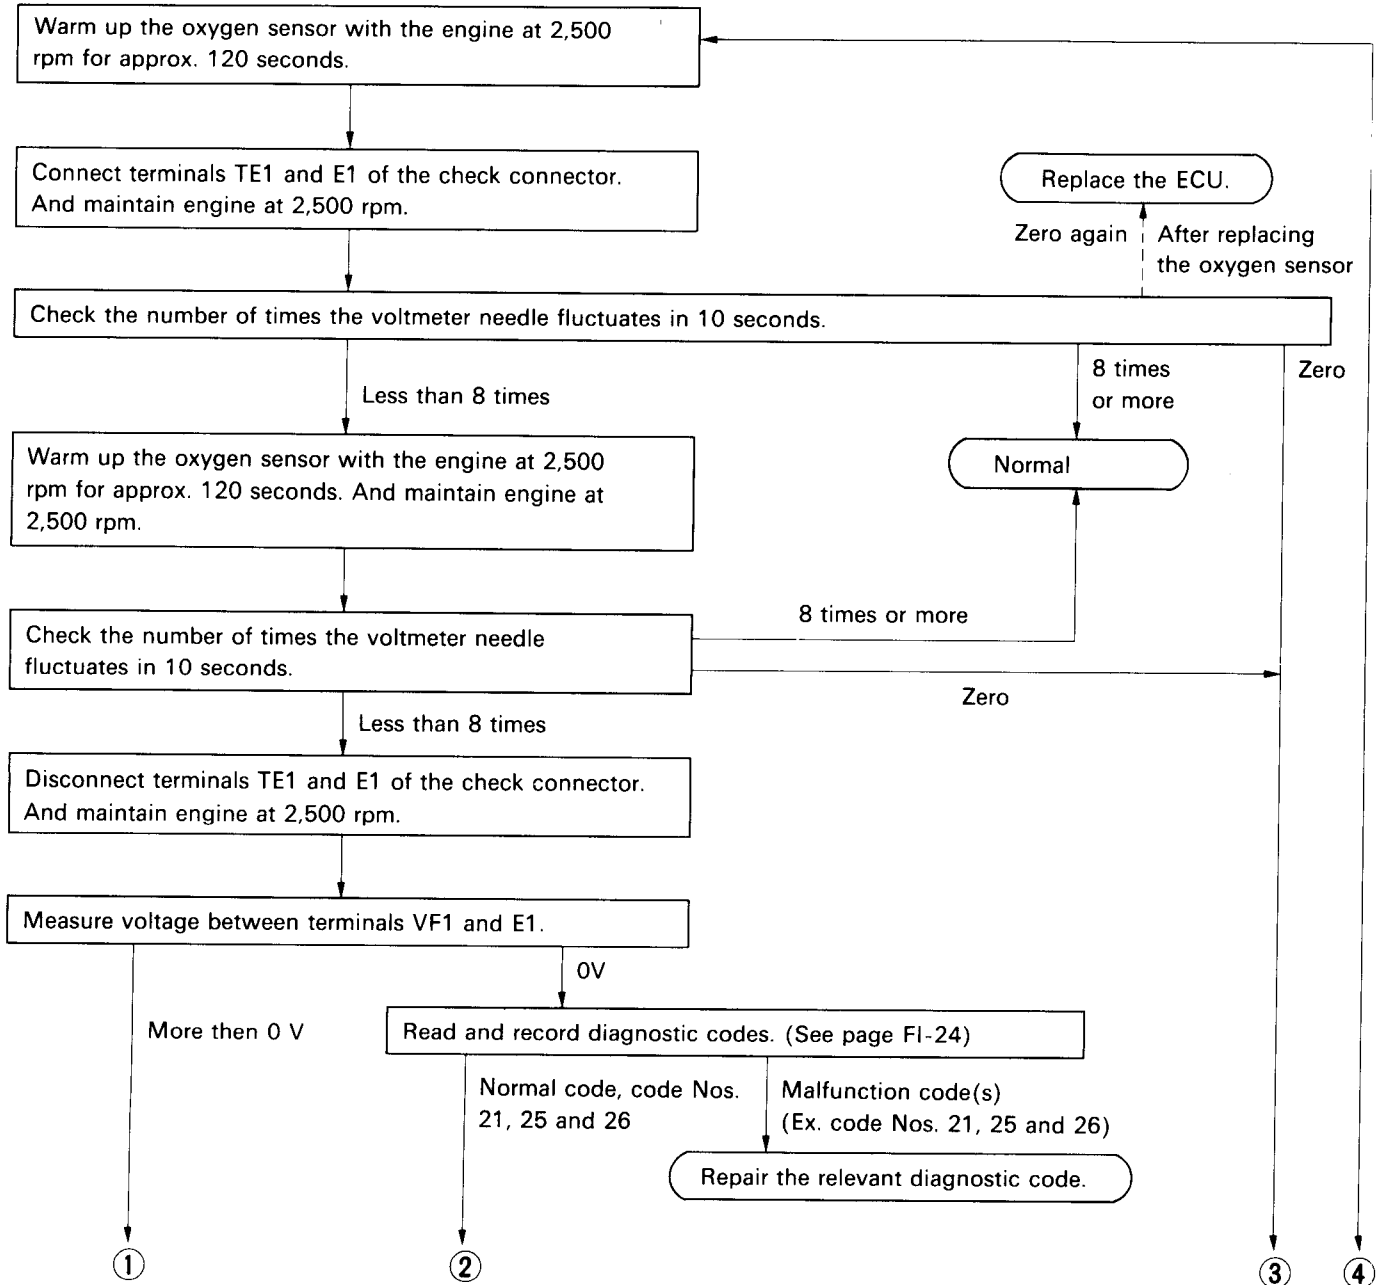 Warm up the oxygen sensor with the engine at 2,500
rpm for approx. 120 seconds.
Connect terminals TE1 and E1 of the check connector.
And maintain engine at 2,500 rpm.
Replace the ECU.
Zero again
After replacing
the oxygen sensor
Check the number of times the voltmeter needle fluctuates in 10 seconds.
Less than 8 times
8 times
or more
Zero
Warm up the oxygen sensor with the engine at 2,500
rpm for approx. 120 seconds. And maintain engine at
2,500 rpm.
Normal
Check the number of times the voltmeter needle
fluctuates in 10 seconds.
8 times or more
Zero
Less than 8 times
Disconnect terminals TE1 and E1 of the check connector.
And maintain engine at 2,500 rpm.
Measure voltage between terminals VF1 and E1.
More then 0 V
0V
Read and record diagnostic codes. (See page FI-24)
Normal code, code Nos.
21, 25 and 26
Malfunction code(s)
(Ex. code Nos. 21, 25 and 26)
Repair the relevant diagnostic code.
1
2
3
4